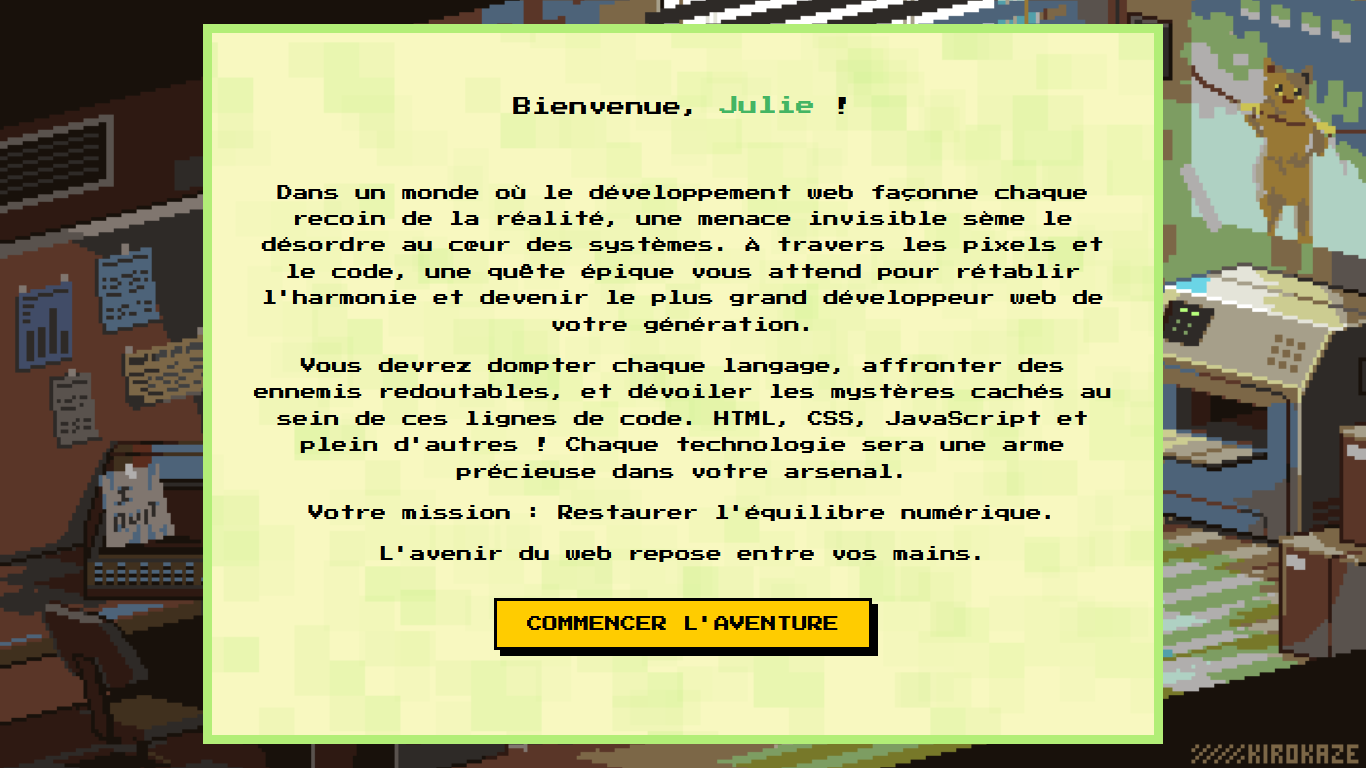 Bienvenue, Julie !
Dans un monde où le développement web façonne chaque
recoin de la réalité, une menace invisible sème le
désordre au cœur des systèmes. À travers les pixels et
le code, une quête épique vous attend pour rétablir
l'harmonie et devenir le plus grand développeur web de
votre génération.
Vous devrez dompter chaque langage, affronter des
ennemis redoutables, et dévoiler les mystères cachés au
sein de ces lignes de code. HTML, CSS, JavaScript et
plein d'autres ! Chaque technologie sera une arme
précieuse dans votre arsenal.
Votre mission : Restaurer l'équilibre numérique.
L'avenir du web repose entre vos mains.
COMMENCER L'AVENTURE
I
QUIT
KIROKAZE